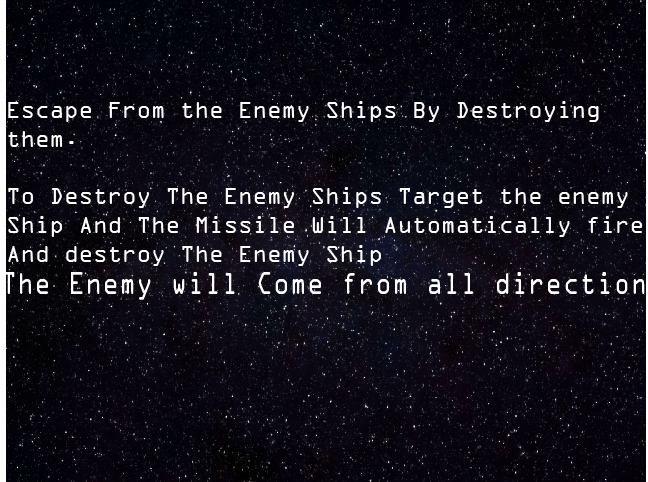 Escape From the Enemy Ships By Destroying
them.
To Destroy The Enemy Ships Target the enemy
Ship And The Missile Will Automatically fire
And destroy The Enemy Ship
The Enemy will Come from all direction